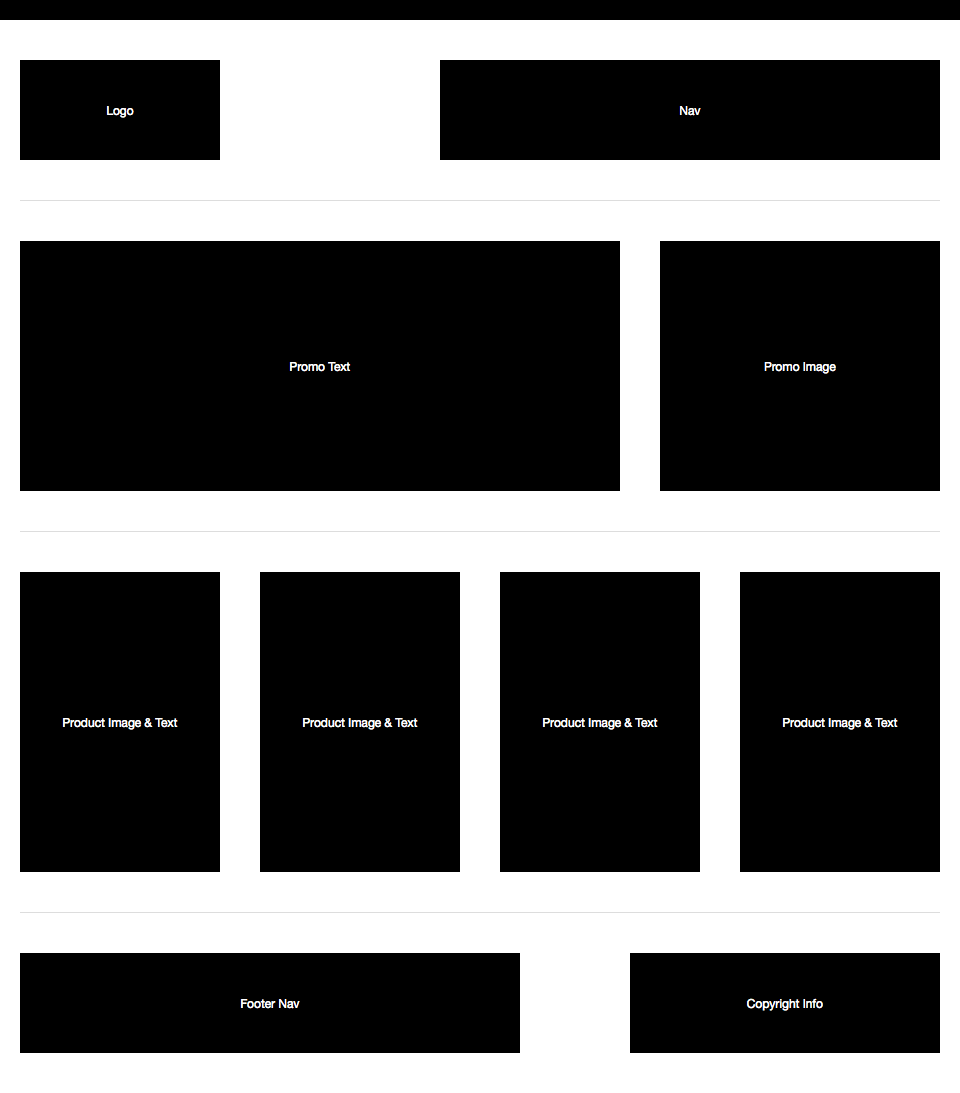 Logo
Nav
Promo Text
Promo Image
Product Image & Text
Product Image & Text
Product Image & Text
Product Image & Text
Footer Nav
Copyright Info